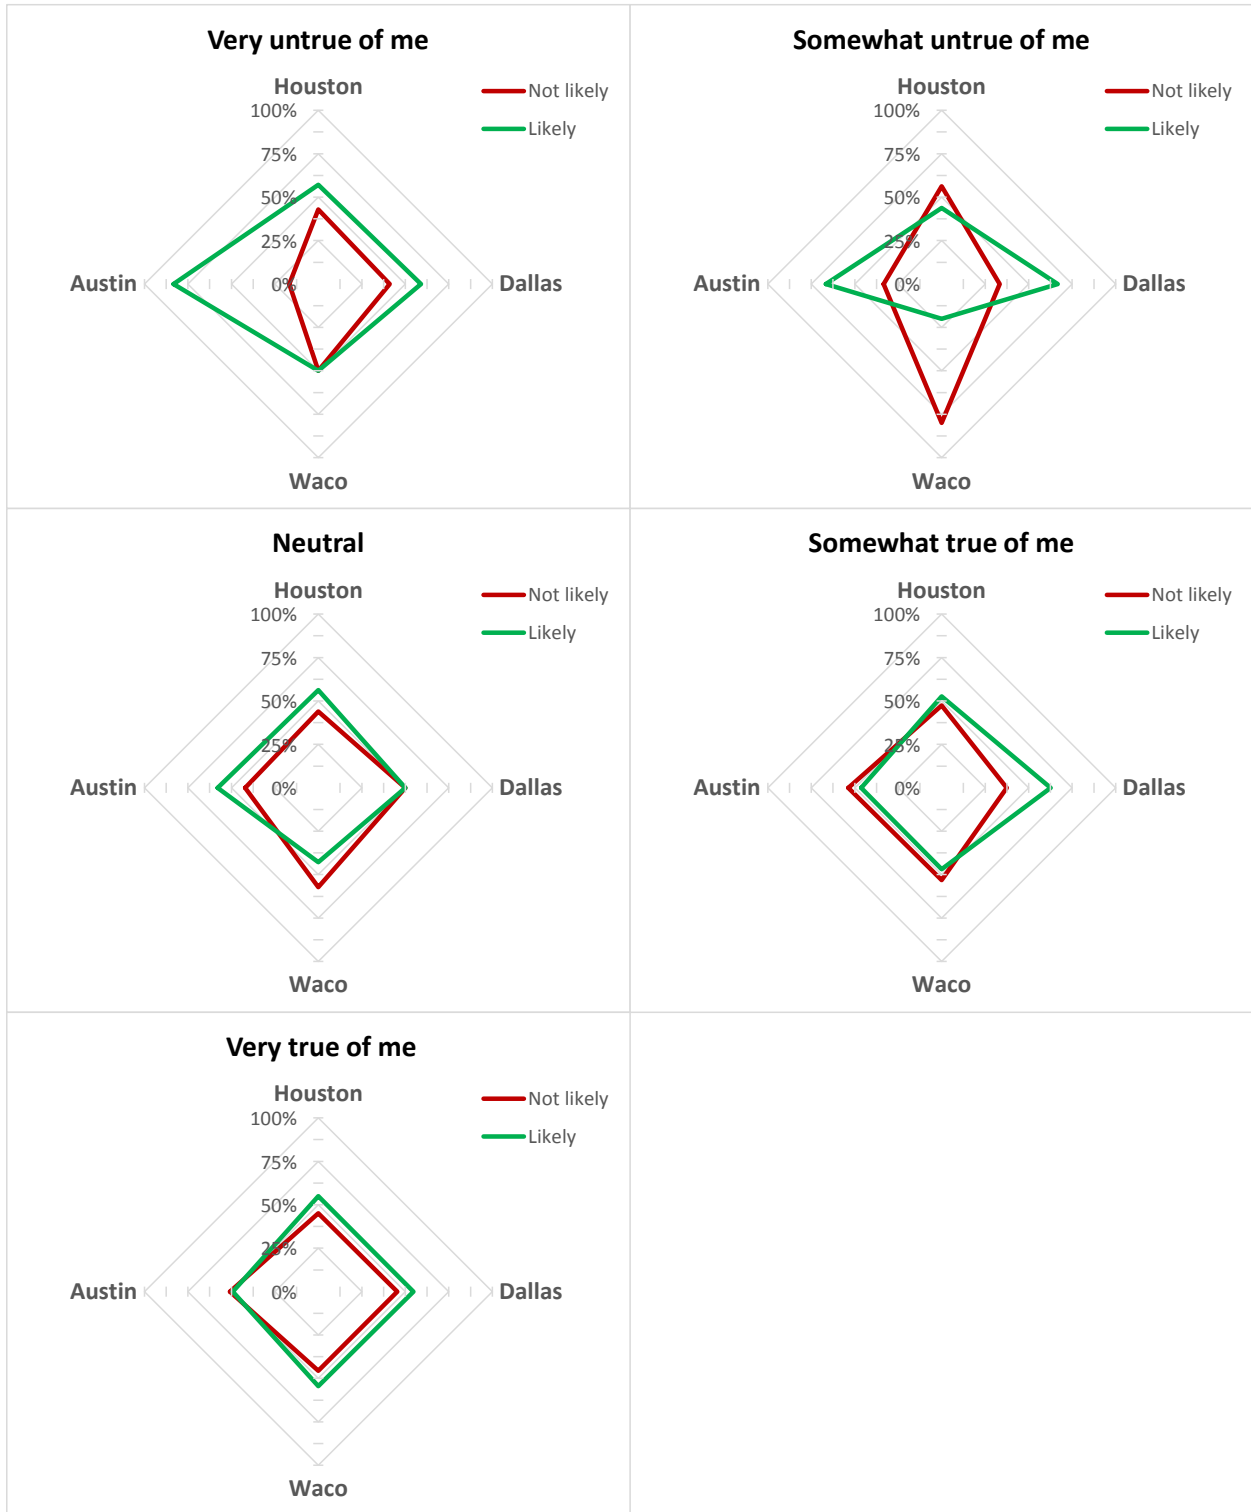 Very untrue of me
Houston
Not likely
Likely
100%
75%
50%
25%
0%
Austin
Dallas
Waco
Somewhat untrue of me
Houston
Not likely
Likely
100%
75%
50%
25%
0%
Austin
Dallas
Waco
Neutral
Houston
Not likely
Likely
100%
75%
50%
25%
0%
Austin
Dallas
Waco
Somewhat true of me
Houston
Not likely
Likely
100%
75%
50%
25%
0%
Austin
Dallas
Waco
Very true of me
Houston
Not likely
Likely
100%
75%
50%
25%
0%
Austin
Dallas
Waco